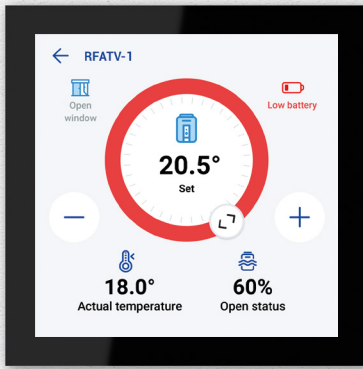 RFATV-1
Open
window
Low battery
20.5°
Set
18.0°
Actual temperature
60%
Open status